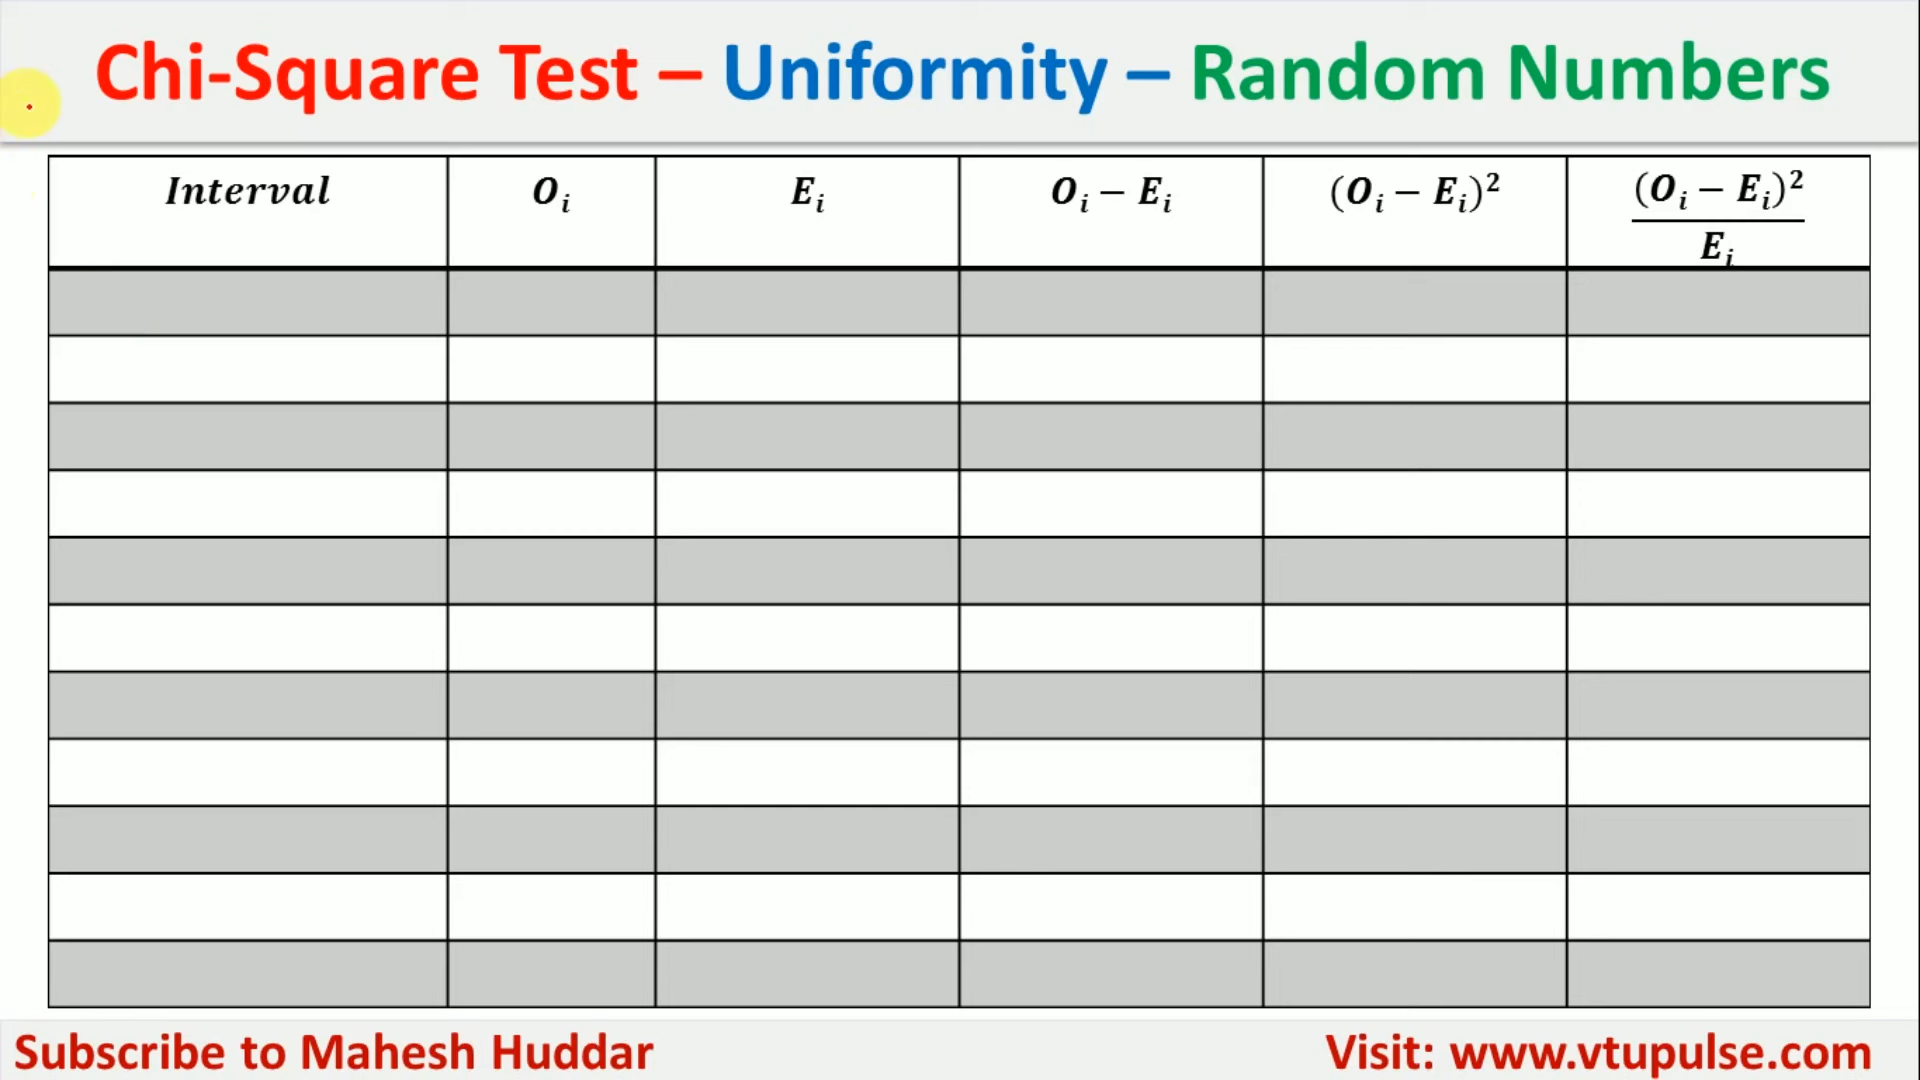 Chi-Square Test – Uniformity – Random Numbers
Interval Oᵢ Eᵢ Oᵢ − Eᵢ (Oᵢ − Eᵢ)² (Oᵢ − Eᵢ)²
Eᵢ
Subscribe to Mahesh Huddar Visit: www.vtupulse.com